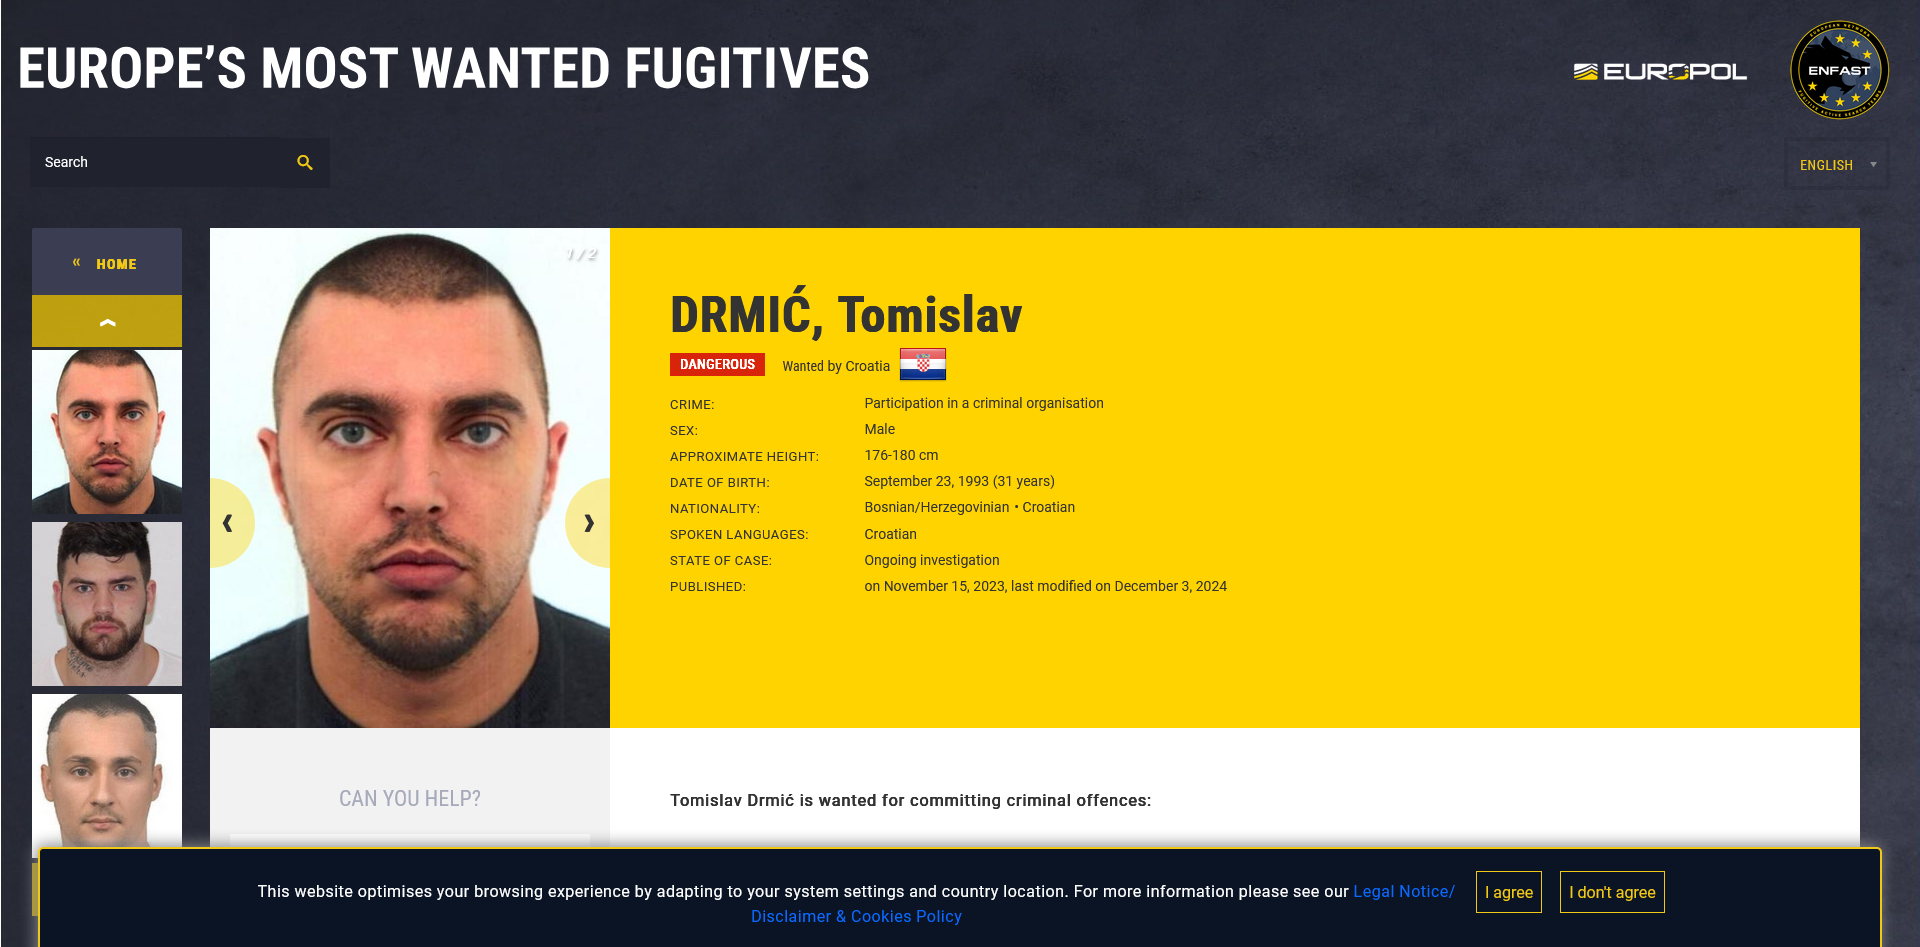 EUROPE’S MOST WANTED FUGITIVES
EUROPOL
ENFAST
Search
ENGLISH
« HOME
1 / 2
DRMIĆ, Tomislav
DANGEROUS Wanted by Croatia
CRIME: Participation in a criminal organisation
SEX: Male
APPROXIMATE HEIGHT: 176-180 cm
DATE OF BIRTH: September 23, 1993 (31 years)
NATIONALITY: Bosnian/Herzegovinian • Croatian
SPOKEN LANGUAGES: Croatian
STATE OF CASE: Ongoing investigation
PUBLISHED: on November 15, 2023, last modified on December 3, 2024
CAN YOU HELP?
Tomislav Drmić is wanted for committing criminal offences:
This website optimises your browsing experience by adapting to your system settings and country location. For more information please see our Legal Notice/
Disclaimer & Cookies Policy
I agree
I don't agree